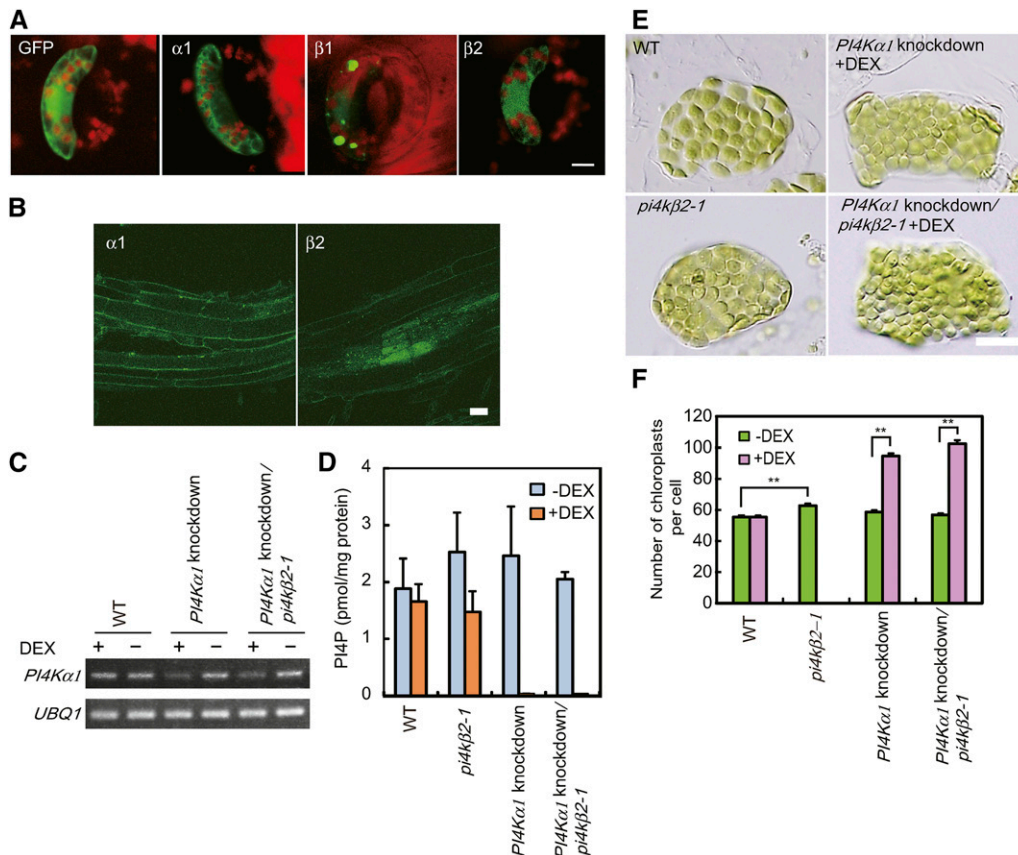 A
GFP
α1
β1
β2
B
α1
β2
C
WT
PI4Kα1 knockdown
PI4Kα1 knockdown/
pi4kβ2-1
DEX + − + − + −
PI4Kα1
UBQ1
D
PI4P (pmol/mg protein)
4
3
2
1
0
-DEX
+DEX
WT
pi4kβ2-1
PI4Kα1 knockdown
PI4Kα1 knockdown/
pi4kβ2-1
E
WT
PI4Kα1 knockdown
+DEX
pi4kβ2-1
PI4Kα1 knockdown/
pi4kβ2-1 +DEX
F
Number of chloroplasts
per cell
120
100
80
60
40
20
0
-DEX
+DEX
**
**
**
WT
pi4kβ2-1
PI4Kα1 knockdown
PI4Kα1 knockdown/
pi4kβ2-1